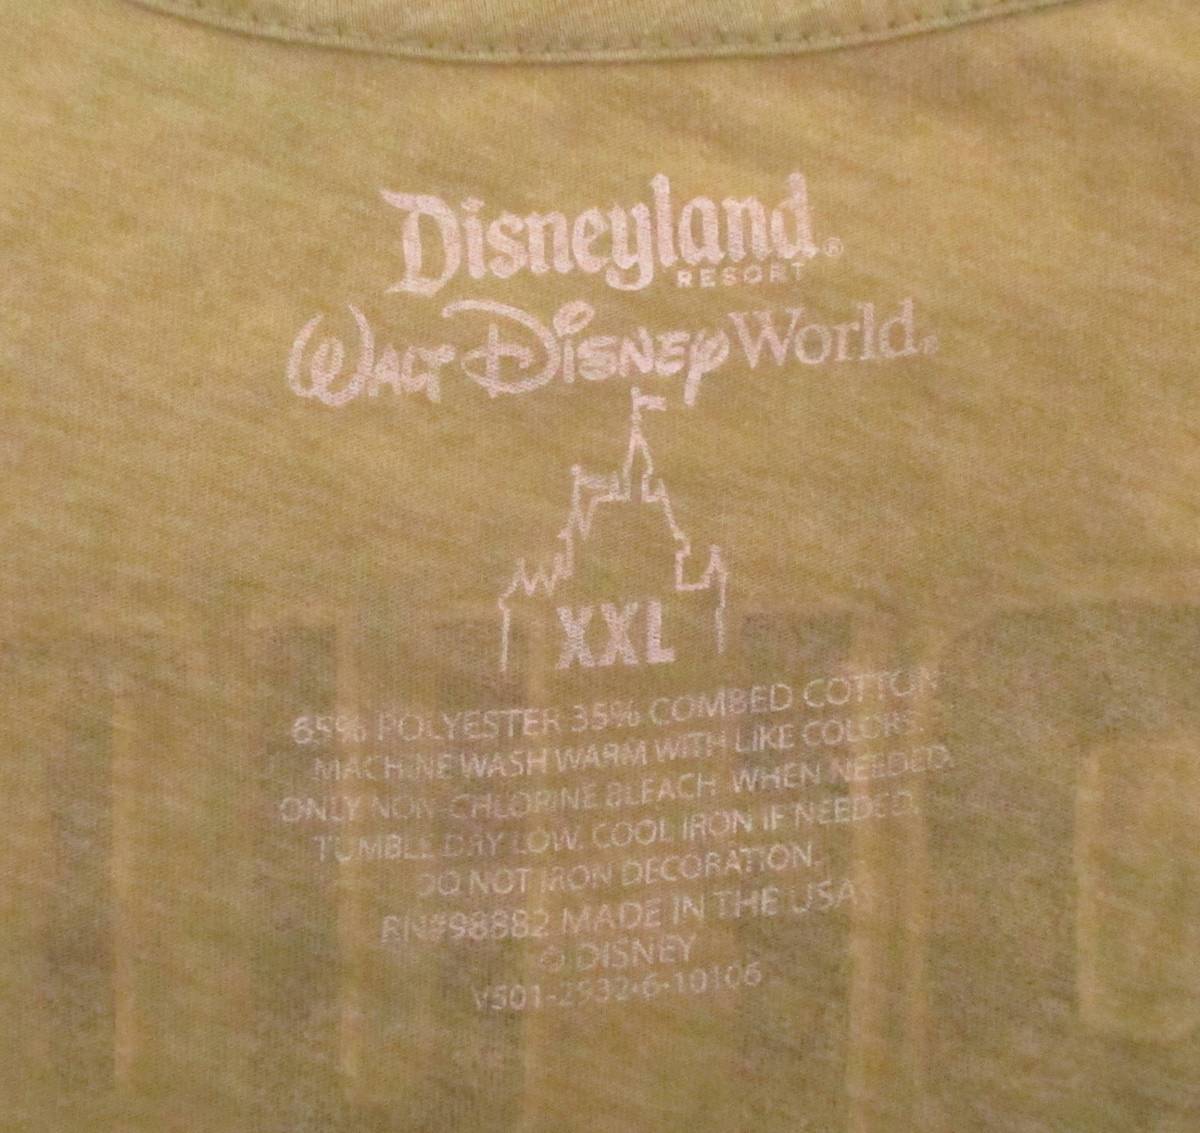 Disneyland®
RESORT
WALT DISNEY World®
XXL
65% POLYESTER 35% COMBED COTTON
MACHINE WASH WARM WITH LIKE COLORS.
ONLY NON-CHLORINE BLEACH WHEN NEEDED.
TUMBLE DRY LOW. COOL IRON IF NEEDED.
DO NOT IRON DECORATION.
RN#98882 MADE IN THE USA
© DISNEY
V501-2932-6-10106